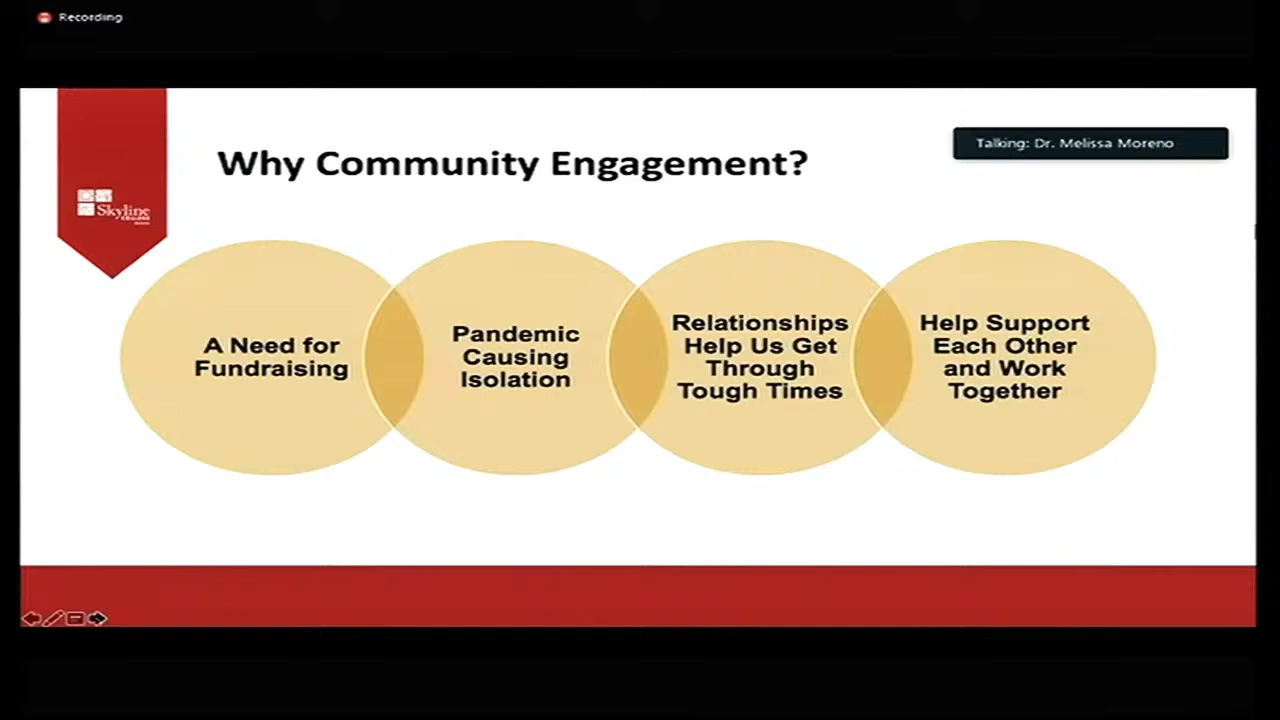 Recording
Talking: Dr. Melissa Moreno
Why Community Engagement?
Skyline
COLLEGE
A Need for
Fundraising
Pandemic
Causing
Isolation
Relationships
Help Us Get
Through
Tough Times
Help Support
Each Other
and Work
Together